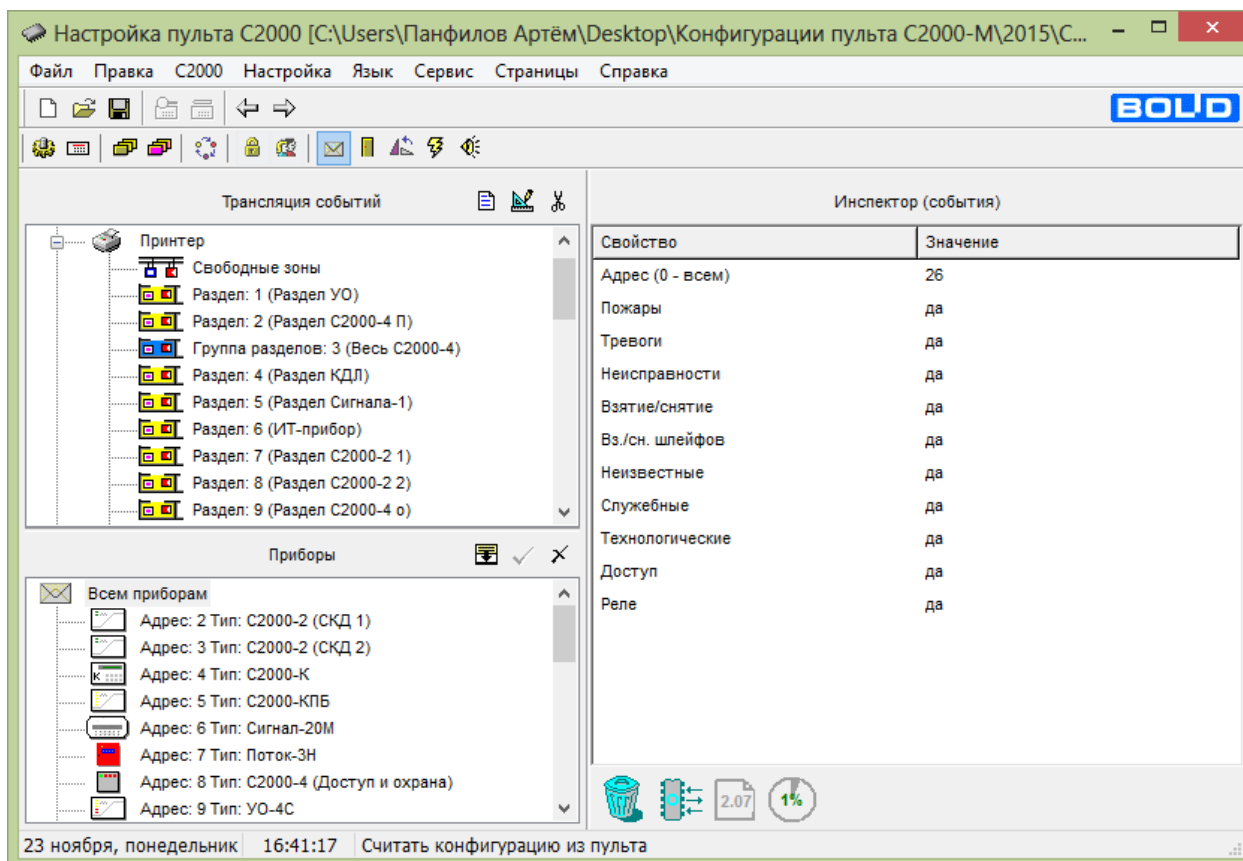 Настройка пульта С2000 [C:\Users\Панфилов Артём\Desktop\Конфигурации пульта С2000-М\2015\С...
Файл Правка С2000 Настройка Язык Сервис Страницы Справка
BOLID
Трансляция событий
Принтер
Свободные зоны
Раздел: 1 (Раздел УО)
Раздел: 2 (Раздел С2000-4 П)
Группа разделов: 3 (Весь С2000-4)
Раздел: 4 (Раздел КДЛ)
Раздел: 5 (Раздел Сигнала-1)
Раздел: 6 (ИТ-прибор)
Раздел: 7 (Раздел С2000-2 1)
Раздел: 8 (Раздел С2000-2 2)
Раздел: 9 (Раздел С2000-4 о)
Приборы
Всем приборам
Адрес: 2 Тип: С2000-2 (СКД 1)
Адрес: 3 Тип: С2000-2 (СКД 2)
К
Адрес: 4 Тип: С2000-К
Адрес: 5 Тип: С2000-КПБ
Адрес: 6 Тип: Сигнал-20М
Адрес: 7 Тип: Поток-3Н
Адрес: 8 Тип: С2000-4 (Доступ и охрана)
Адрес: 9 Тип: УО-4С
Инспектор (события)
Свойство Значение
Адрес (0 - всем) 26
Пожары да
Тревоги да
Неисправности да
Взятие/снятие да
Вз./сн. шлейфов да
Неизвестные да
Служебные да
Технологические да
Доступ да
Реле да
2.07 1%
23 ноября, понедельник 16:41:17 Считать конфигурацию из пульта